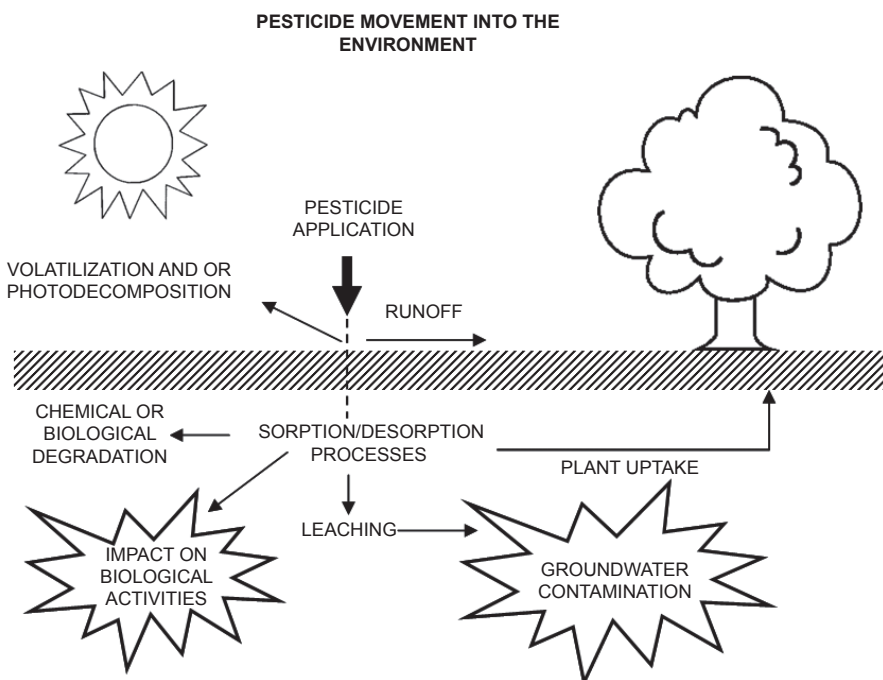 PESTICIDE MOVEMENT INTO THE
ENVIRONMENT
PESTICIDE
APPLICATION
VOLATILIZATION AND OR
PHOTODECOMPOSITION
RUNOFF
CHEMICAL OR
BIOLOGICAL
DEGRADATION
SORPTION/DESORPTION
PROCESSES
PLANT UPTAKE
LEACHING
IMPACT ON
BIOLOGICAL
ACTIVITIES
GROUNDWATER
CONTAMINATION